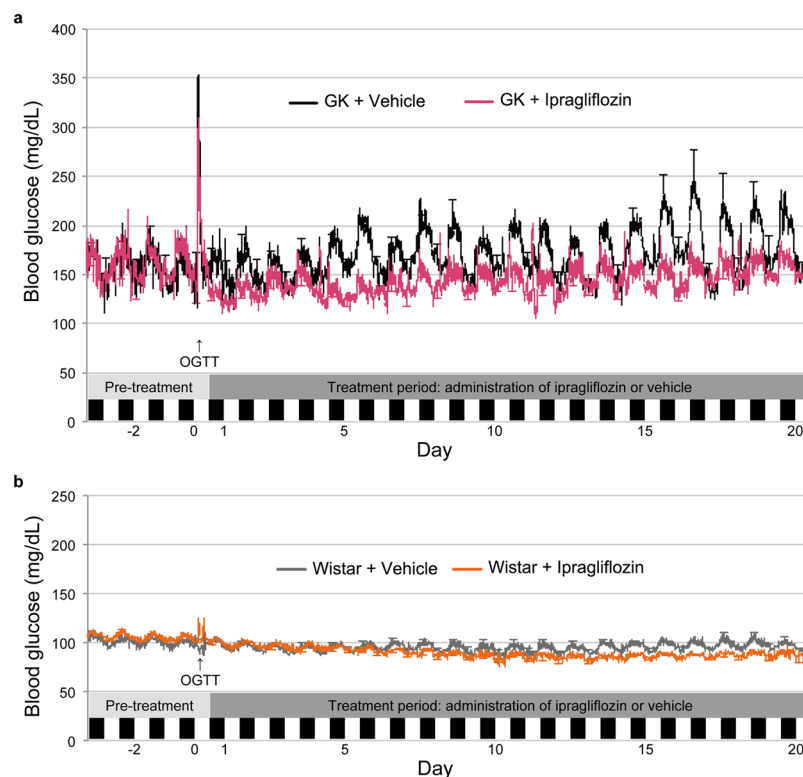 a
400
350
GK + Vehicle
GK + Ipragliflozin
300
250
200
150
100
50
0
Blood glucose (mg/dL)
↑
OGTT
Pre-treatment
Treatment period: administration of ipragliflozin or vehicle
-2
0
1
5
10
15
20
Day
b
250
200
Wistar + Vehicle
Wistar + Ipragliflozin
150
100
50
0
Blood glucose (mg/dL)
↑
OGTT
Pre-treatment
Treatment period: administration of ipragliflozin or vehicle
-2
0
1
5
10
15
20
Day